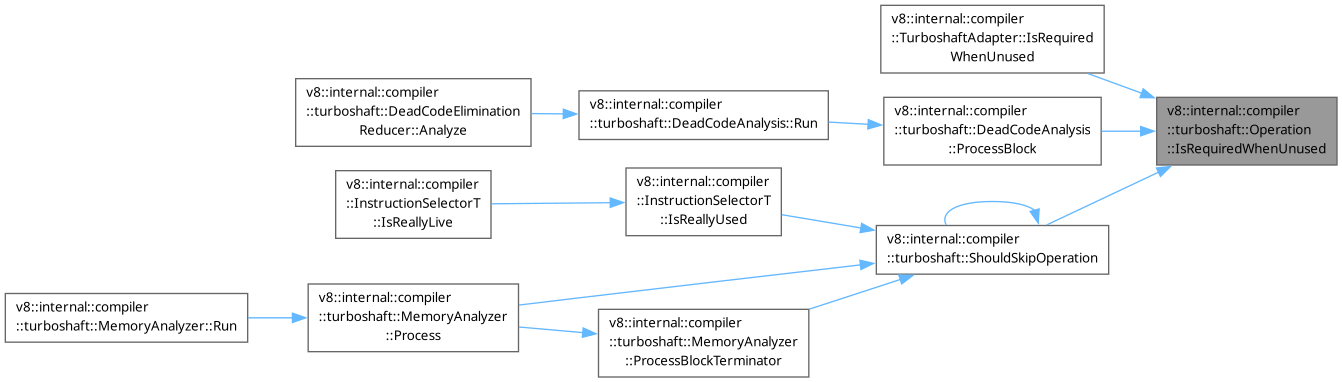 v8::internal::compiler
::TurboshaftAdapter::IsRequired
WhenUnused
v8::internal::compiler
::turboshaft::DeadCodeElimination
Reducer::Analyze
v8::internal::compiler
::turboshaft::DeadCodeAnalysis::Run
v8::internal::compiler
::turboshaft::DeadCodeAnalysis
::ProcessBlock
v8::internal::compiler
::turboshaft::Operation
::IsRequiredWhenUnused
v8::internal::compiler
::InstructionSelectorT
::IsReallyLive
v8::internal::compiler
::InstructionSelectorT
::IsReallyUsed
v8::internal::compiler
::turboshaft::ShouldSkipOperation
v8::internal::compiler
::turboshaft::MemoryAnalyzer::Run
v8::internal::compiler
::turboshaft::MemoryAnalyzer
::Process
v8::internal::compiler
::turboshaft::MemoryAnalyzer
::ProcessBlockTerminator